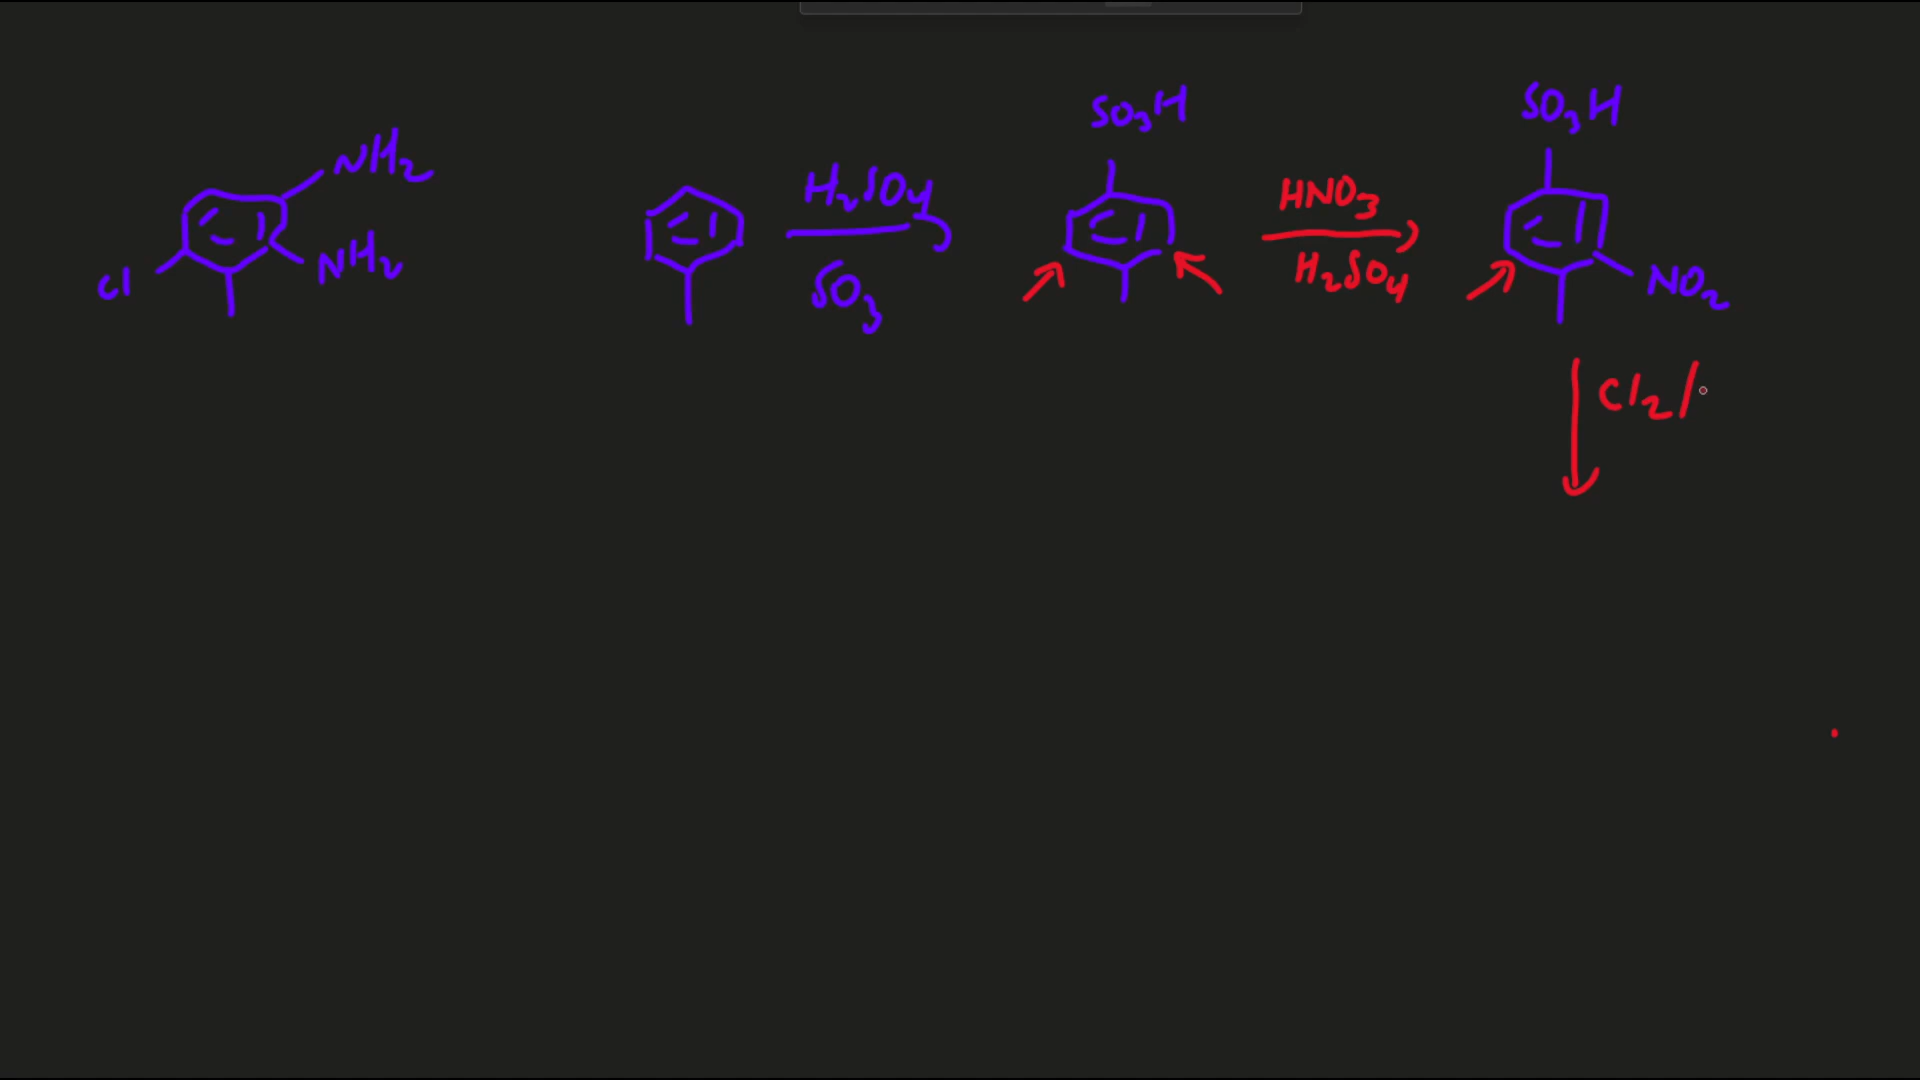 SO₃H
SO₃H
NH₂
NH₂
Cl
H₂SO₄
SO₃
HNO₃
H₂SO₄
NO₂
Cl₂/